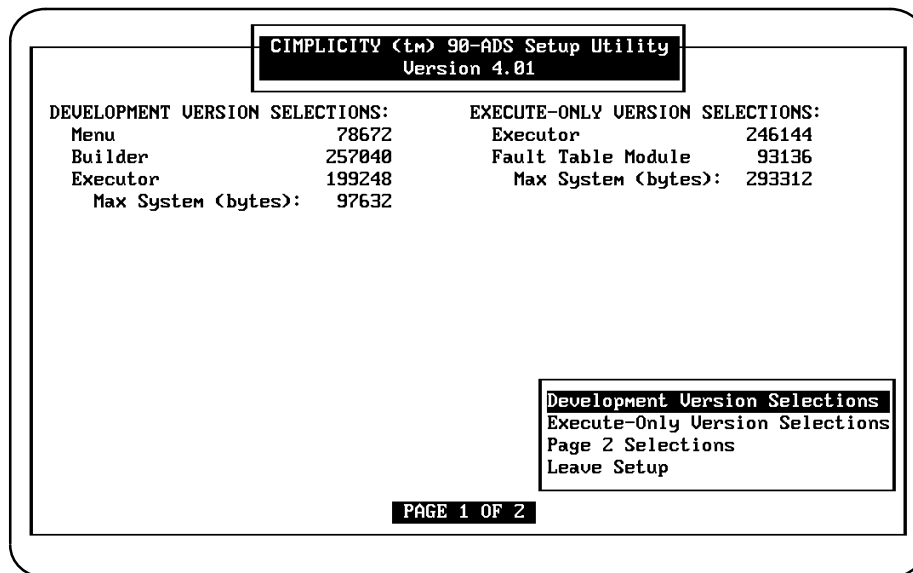 CIMPLICITY (tm) 90-ADS Setup Utility
Version 4.01
DEVELOPMENT VERSION SELECTIONS:
Menu 78672
Builder 257040
Executor 199248
Max System (bytes): 97632
EXECUTE-ONLY VERSION SELECTIONS:
Executor 246144
Fault Table Module 93136
Max System (bytes): 293312
Development Version Selections
Execute-Only Version Selections
Page 2 Selections
Leave Setup
PAGE 1 OF 2